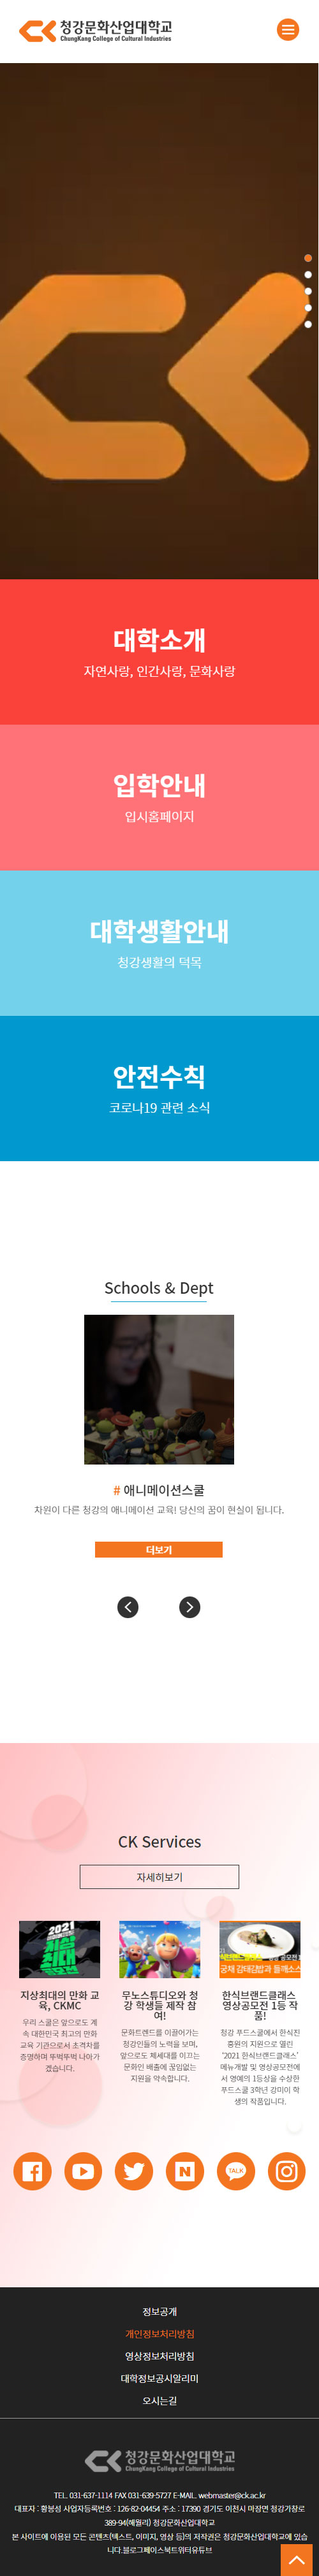 청강문화산업대학교
ChungKang College of Cultural Industries
대학소개
자연사랑, 인간사랑, 문화사랑
입학안내
입시홈페이지
대학생활안내
청강생활의 덕목
안전수칙
코로나19 관련 소식
Schools & Dept
# 애니메이션스쿨
차원이 다른 청강의 애니메이션 교육! 당신의 꿈이 현실이 됩니다.
더보기
CK Services
자세히보기
2021
지상최대의 만화 교
육, CKMC
우리 스쿨은 앞으로도 계
속 대한민국 최고의 만화
교육 기관으로서 초격차를
증명하며 뚜벅뚜벅 나아가
겠습니다.
무노스튜디오와 청
강 학생들 제작 참
여!
문화트렌드를 이끌어가는
청강인들의 노력을 보며,
앞으로도 체세대를 이끄는
문화인 배출에 끊임없는
지원을 약속합니다.
한식브랜드클래스
영상공모전 1등 작
품!
청강 푸드스쿨에서 한식진
흥원의 지원으로 열린
'2021 한식브랜드클래스'
메뉴개발 및 영상공모전에
서 영예의 1등상을 수상한
푸드스쿨 3학년 강미이 학
생의 작품입니다.
TALK
정보공개
개인정보처리방침
영상정보처리방침
대학정보공시알리미
오시는길
청강문화산업대학교
ChungKang College of Cultural Industries
TEL. 031-637-1114 FAX 031-639-5727 E-MAIL. webmaster@ck.ac.kr
대표자 : 황봉성 사업자등록번호 : 126-82-04454 주소 : 17390 경기도 이천시 마장면 청강가창로
389-94(해월리) 청강문화산업대학교
본 사이트에 이용된 모든 콘텐츠(텍스트, 이미지, 영상 등)의 저작권은 청강문화산업대학교에 있습
니다.블로그페이스북트위터유튜브